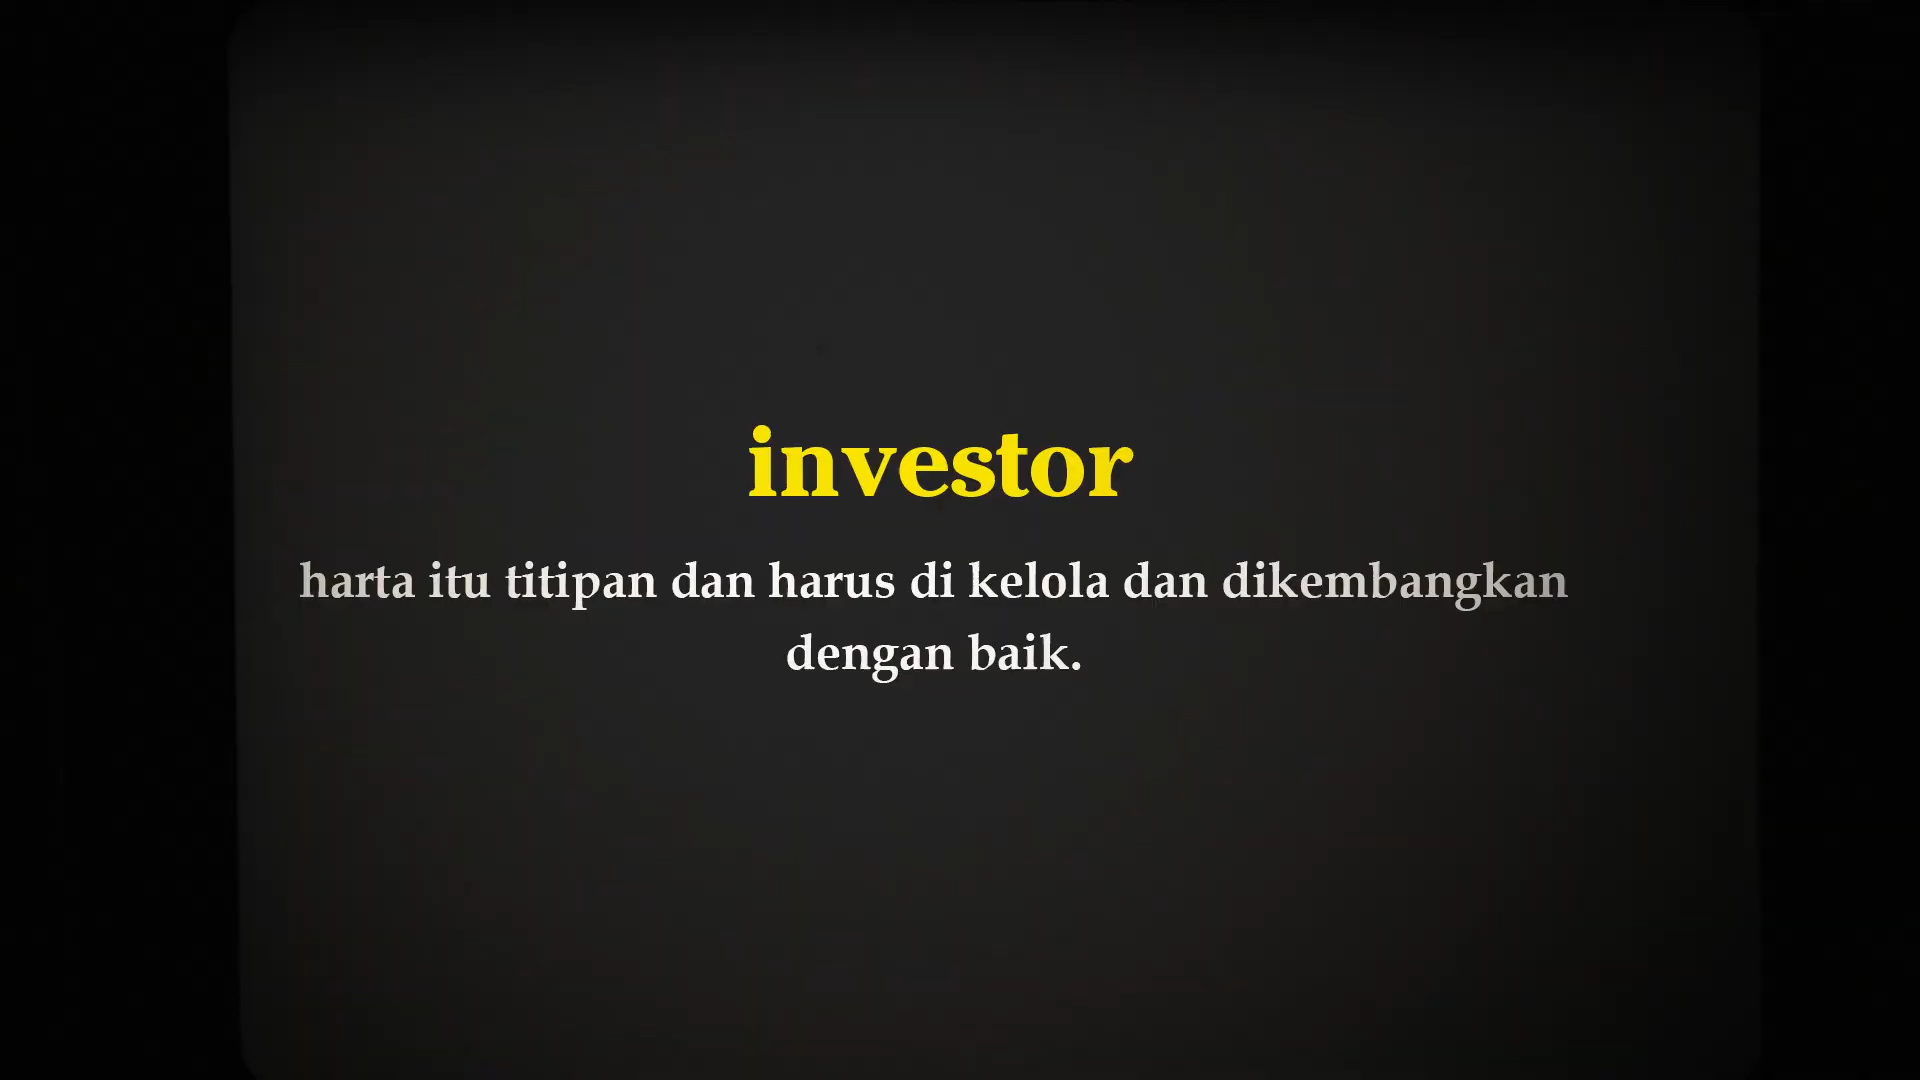 investor
harta itu titipan dan harus di kelola dan dikembangkan
dengan baik.